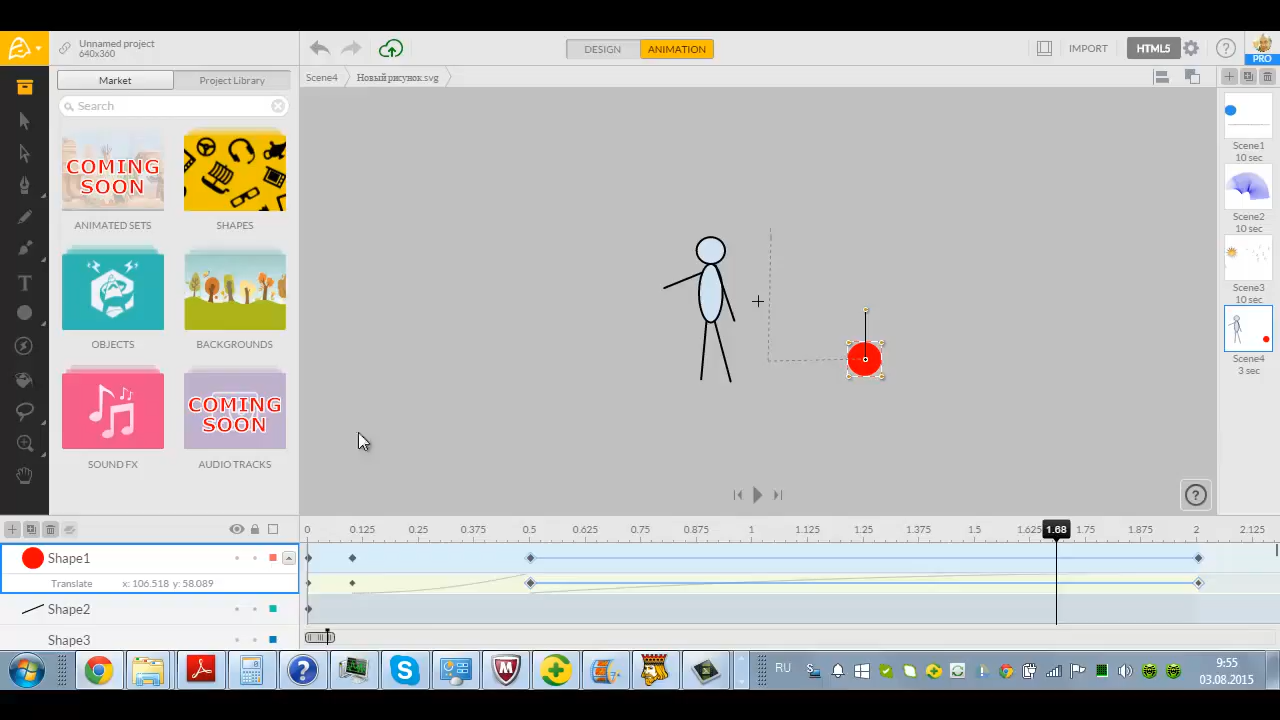 Unnamed project
640x360
DESIGN ANIMATION
IMPORT HTML5 ?
PRO
Market Project Library
Scene4 Новый рисунок.svg
Search
COMING SOON
ANIMATED SETS SHAPES
OBJECTS BACKGROUNDS
COMING SOON
SOUND FX AUDIO TRACKS
T
Scene1
10 sec
Scene2
10 sec
Scene3
10 sec
Scene4
3 sec
?
0 0.125 0.25 0.375 0.5 0.625 0.75 0.875 1 1.125 1.25 1.375 1.5 1.625 1.68 1.75 1.875 2 2.125
Shape1
Translate x: 106.518 y: 58.089
Shape2
Shape3
RU 9:55
03.08.2015